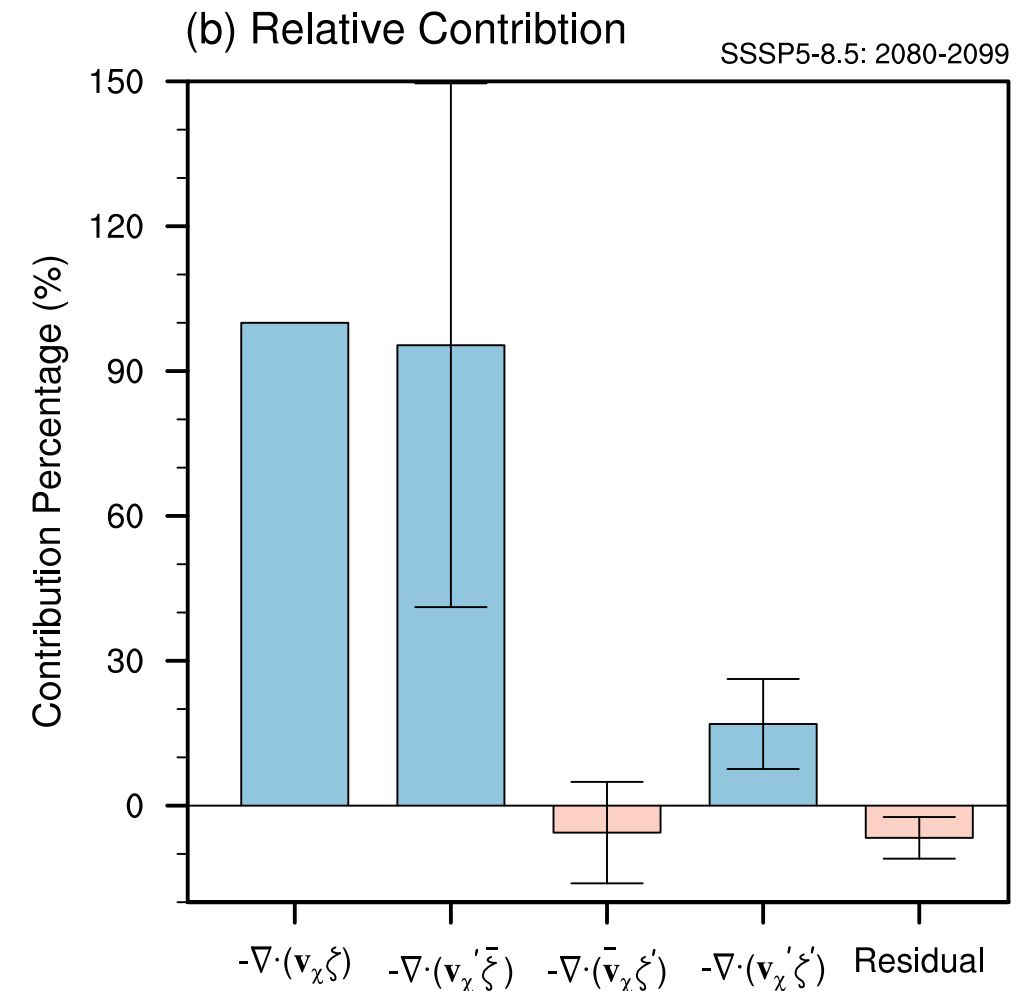 (b) Relative Contribtion
SSSP5-8.5: 2080-2099
Contribution Percentage (%)
150
120
90
60
30
0
-∇·(v_χζ) -∇·(v_χ'ζ̄) -∇·(v̄_χζ') -∇·(v_χ'ζ') Residual